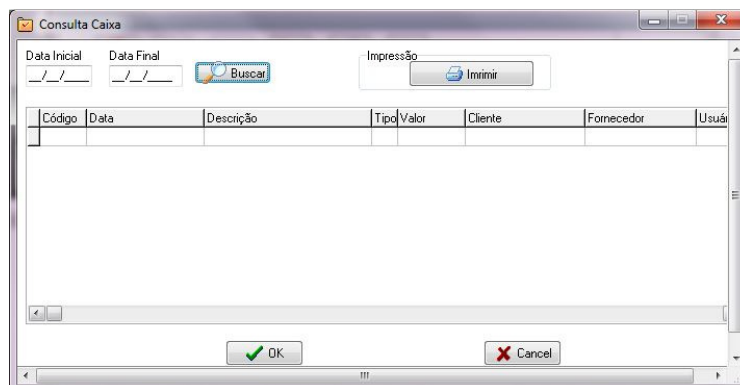 Consulta Caixa
Data Inicial Data Final Impressão
__/__/____ __/__/____ Buscar Imrimir
Código Data Descrição Tipo Valor Cliente Fornecedor Usuár
OK Cancel